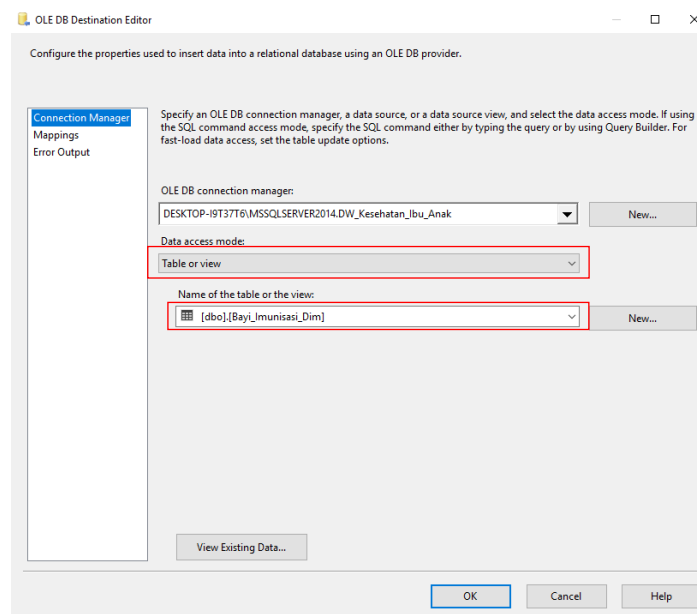 OLE DB Destination Editor
Configure the properties used to insert data into a relational database using an OLE DB provider.
Connection Manager
Mappings
Error Output
Specify an OLE DB connection manager, a data source, or a data source view, and select the data access mode. If using
the SQL command access mode, specify the SQL command either by typing the query or by using Query Builder. For
fast-load data access, set the table update options.
OLE DB connection manager:
DESKTOP-I9T37T6\MSSQLSERVER2014.DW_Kesehatan_Ibu_Anak
New...
Data access mode:
Table or view
Name of the table or the view:
[dbo].[Bayi_Imunisasi_Dim]
New...
View Existing Data...
OK
Cancel
Help